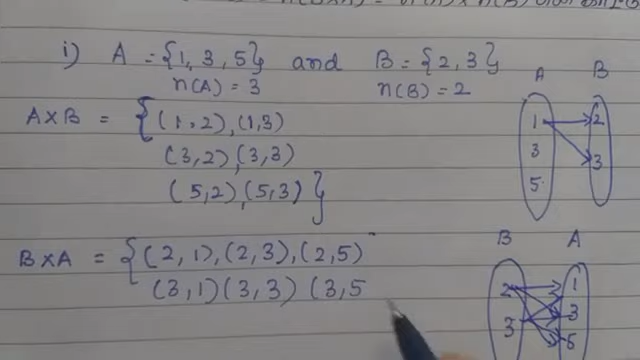 i) A = {1, 3, 5} and B = {2, 3}
n(A) = 3 n(B) = 2
A×B = {(1,2),(1,3)
(3,2),(3,3)
(5,2),(5,3)}
A B
1 2
3 3
5
B×A = {(2,1),(2,3),(2,5)
(3,1)(3,3) (3,5
B A
2 1
3 3
5